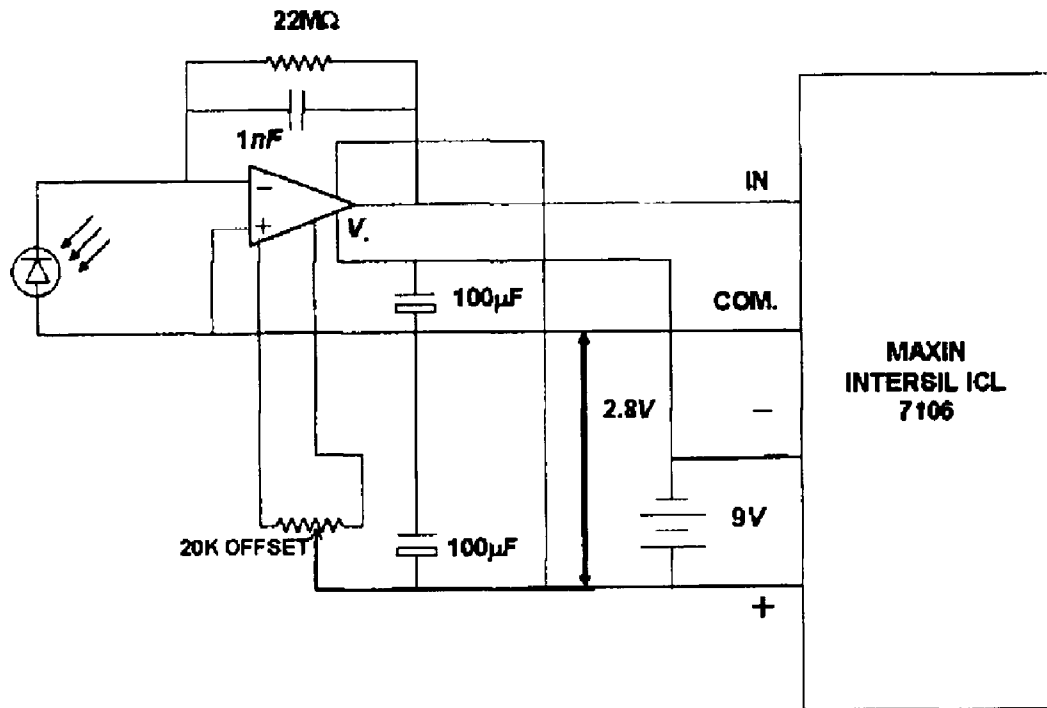 22MΩ
1nF
−
+
V.
IN
100µF
COM.
MAXIN
INTERSIL ICL
7106
2.8V
−
9V
20K OFFSET
100µF
+